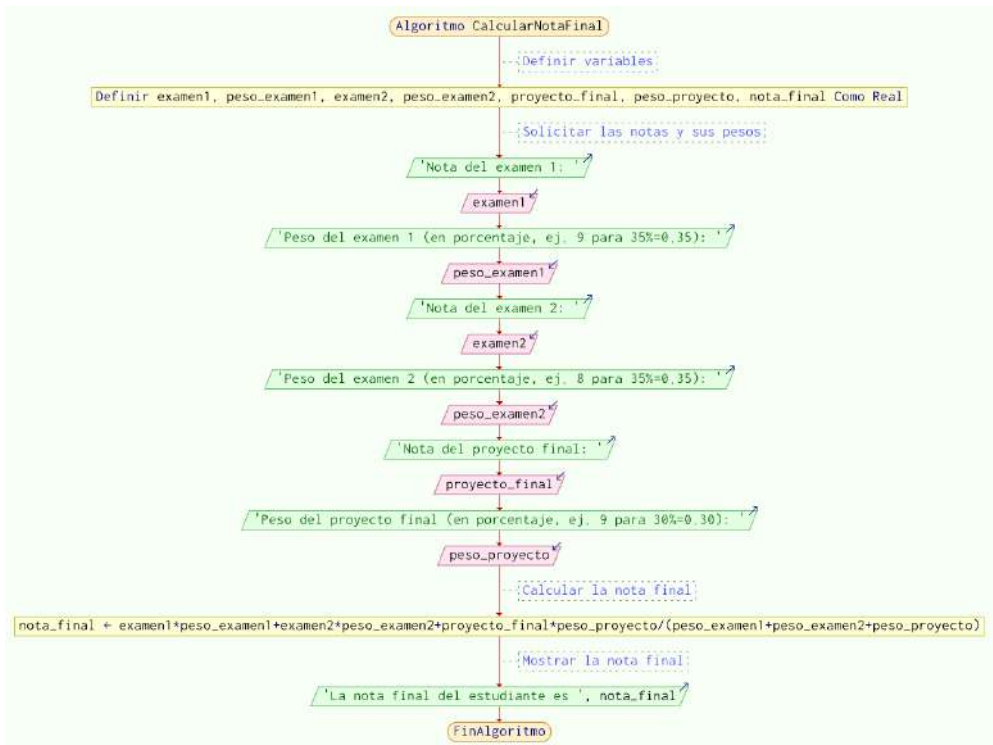 Algoritmo CalcularNotaFinal
Definir variables
Definir examen1, peso_examen1, examen2, peso_examen2, proyecto_final, peso_proyecto, nota_final Como Real
Solicitar las notas y sus pesos
'Nota del examen 1: '
examen1
'Peso del examen 1 (en porcentaje, ej. 9 para 35%=0.35): '
peso_examen1
'Nota del examen 2: '
examen2
'Peso del examen 2 (en porcentaje, ej. 8 para 35%=0.35): '
peso_examen2
'Nota del proyecto final: '
proyecto_final
'Peso del proyecto final (en porcentaje, ej. 9 para 30%=0.30): '
peso_proyecto
Calcular la nota final
nota_final ← examen1*peso_examen1+examen2*peso_examen2+proyecto_final*peso_proyecto/(peso_examen1+peso_examen2+peso_proyecto)
Mostrar la nota final
'La nota final del estudiante es ', nota_final
FinAlgoritmo